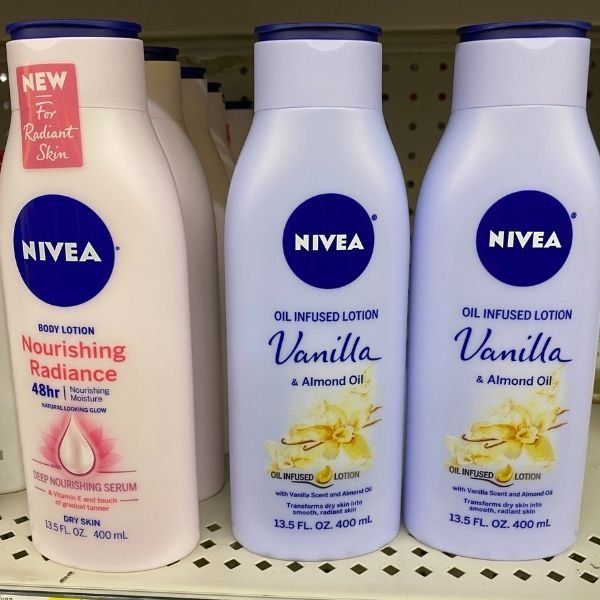 NEW
For
Radiant
Skin
NIVEA
BODY LOTION
Nourishing
Radiance
48hr | Nourishing
Moisture
NATURAL LOOKING GLOW
with
DEEP NOURISHING SERUM
& Vitamin E and touch
of gradual tanner
DRY SKIN
13.5 FL. OZ. 400 mL
NIVEA
OIL INFUSED LOTION
Vanilla
& Almond Oil
OIL INFUSED LOTION
with Vanilla Scent and Almond Oil
Transforms dry skin into
smooth, radiant skin
13.5 FL. OZ. 400 mL
NIVEA
OIL INFUSED LOTION
Vanilla
& Almond Oil
OIL INFUSED LOTION
with Vanilla Scent and Almond Oil
Transforms dry skin into
smooth, radiant skin
13.5 FL. OZ. 400 mL